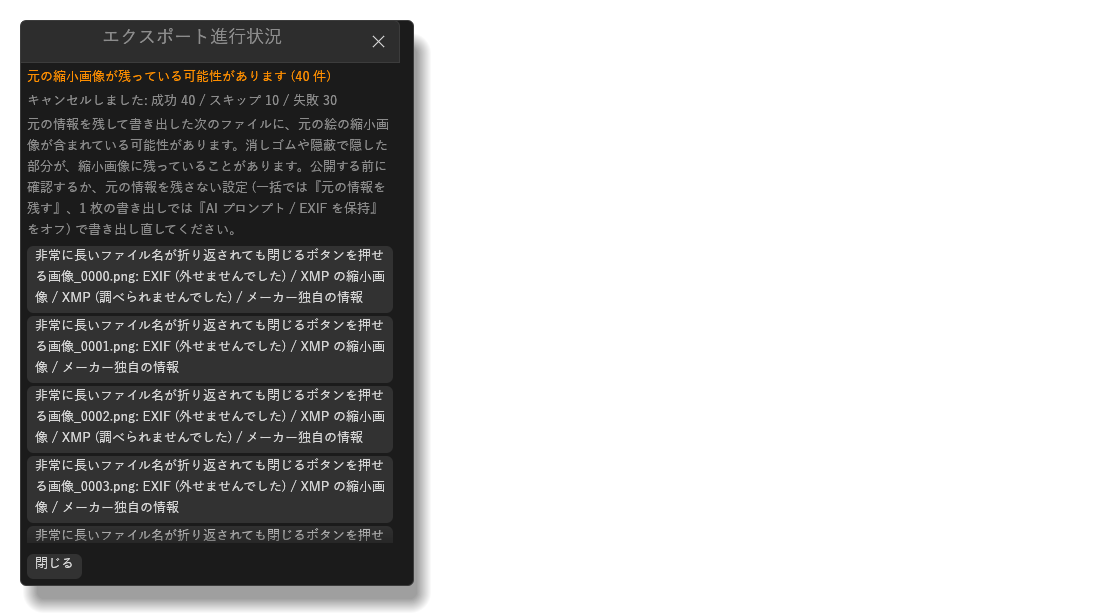 エクスポート進行状況
元の縮小画像が残っている可能性があります (40 件)
キャンセルしました: 成功 40 / スキップ 10 / 失敗 30
元の情報を残して書き出した次のファイルに、元の絵の縮小画
像が含まれている可能性があります。消しゴムや隠蔽で隠した
部分が、縮小画像に残っていることがあります。公開する前に
確認するか、元の情報を残さない設定 (一括では『元の情報を
残す』、1 枚の書き出しでは『AI プロンプト / EXIF を保持』
をオフ) で書き出し直してください。
非常に長いファイル名が折り返されても閉じるボタンを押せ
る画像_0000.png: EXIF (外せませんでした) / XMP の縮小画
像 / XMP (調べられませんでした) / メーカー独自の情報
非常に長いファイル名が折り返されても閉じるボタンを押せ
る画像_0001.png: EXIF (外せませんでした) / XMP の縮小画
像 / メーカー独自の情報
非常に長いファイル名が折り返されても閉じるボタンを押せ
る画像_0002.png: EXIF (外せませんでした) / XMP の縮小画
像 / XMP (調べられませんでした) / メーカー独自の情報
非常に長いファイル名が折り返されても閉じるボタンを押せ
る画像_0003.png: EXIF (外せませんでした) / XMP の縮小画
像 / メーカー独自の情報
非常に長いファイル名が折り返されても閉じるボタンを押せ
閉じる